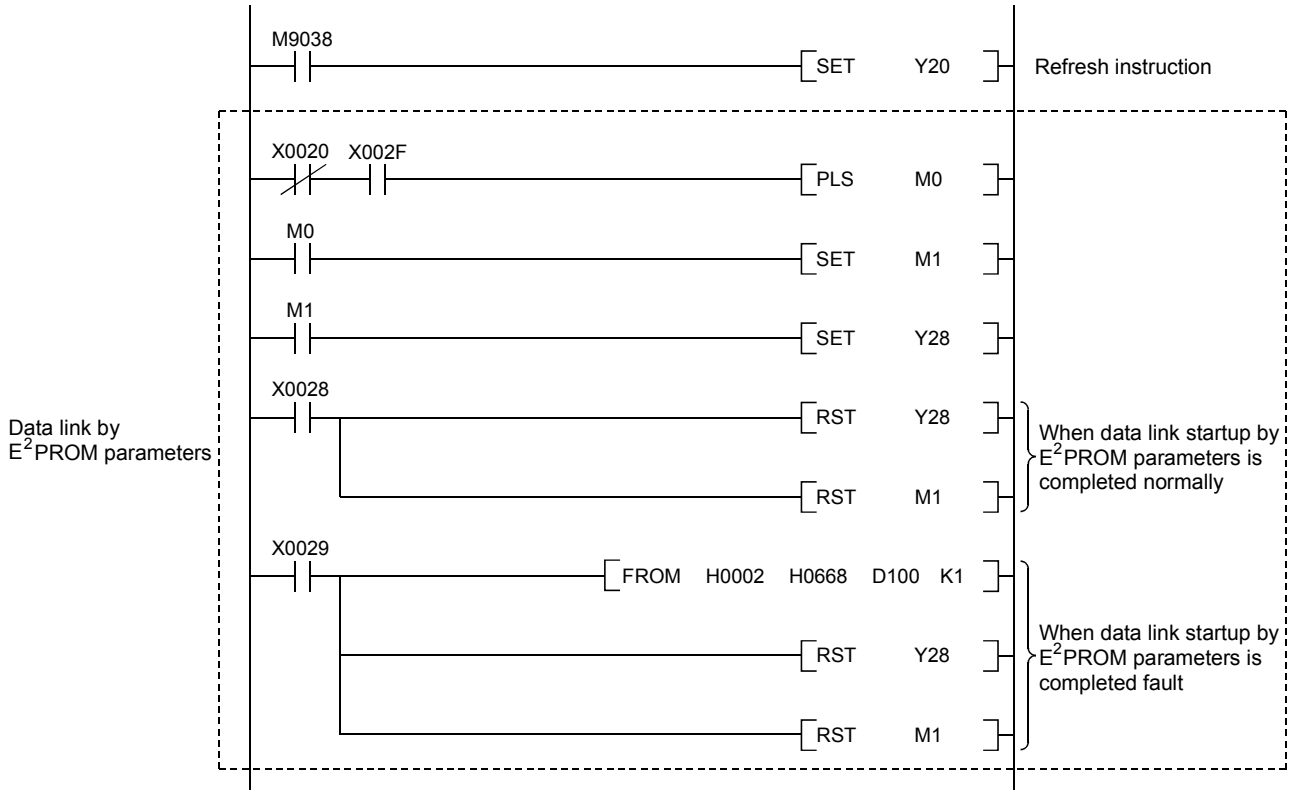 M9038
SET Y20 Refresh instruction
X0020 X002F
PLS M0
M0
SET M1
M1
SET Y28
X0028
RST Y28
RST M1
When data link startup by
E2PROM parameters is
completed normally
Data link by
E2PROM parameters
X0029
FROM H0002 H0668 D100 K1
RST Y28
RST M1
When data link startup by
E2PROM parameters is
completed fault